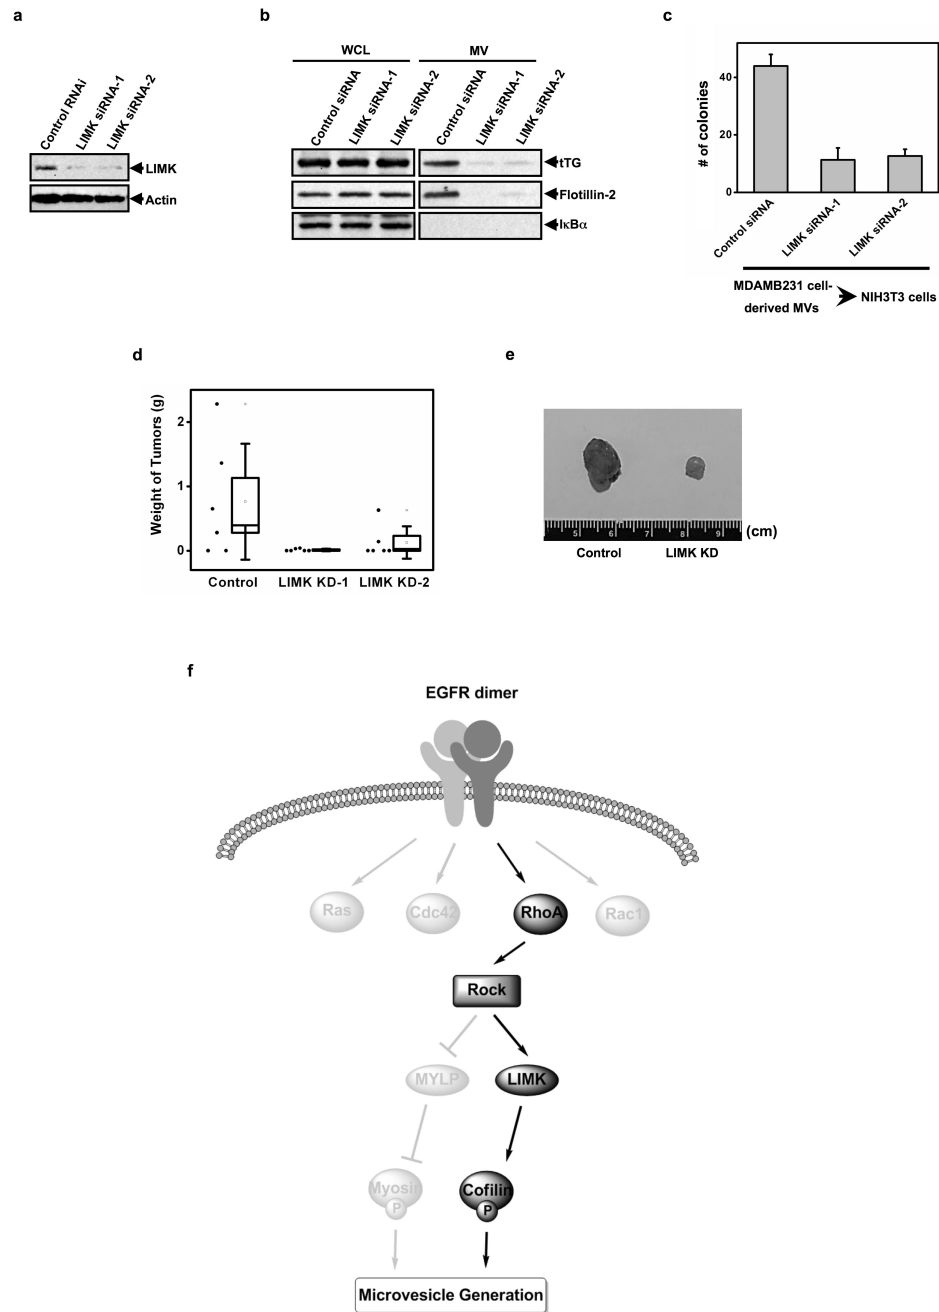 a
Control RNAi
LIMK siRNA-1
LIMK siRNA-2
LIMK
Actin
b
WCL
MV
Control siRNA
LIMK siRNA-1
LIMK siRNA-2
Control siRNA
LIMK siRNA-1
LIMK siRNA-2
tTG
Flotillin-2
IκBα
c
# of colonies
40
20
0
Control siRNA
LIMK siRNA-1
LIMK siRNA-2
MDAMB231 cell-
derived MVs
NIH3T3 cells
d
Weight of Tumors (g)
2
1
0
Control
LIMK KD-1
LIMK KD-2
e
5
6
7
8
9
(cm)
Control
LIMK KD
f
EGFR dimer
Ras
Cdc42
RhoA
Rac1
Rock
MYLP
LIMK
Myosin
P
Cofilin
P
Microvesicle Generation